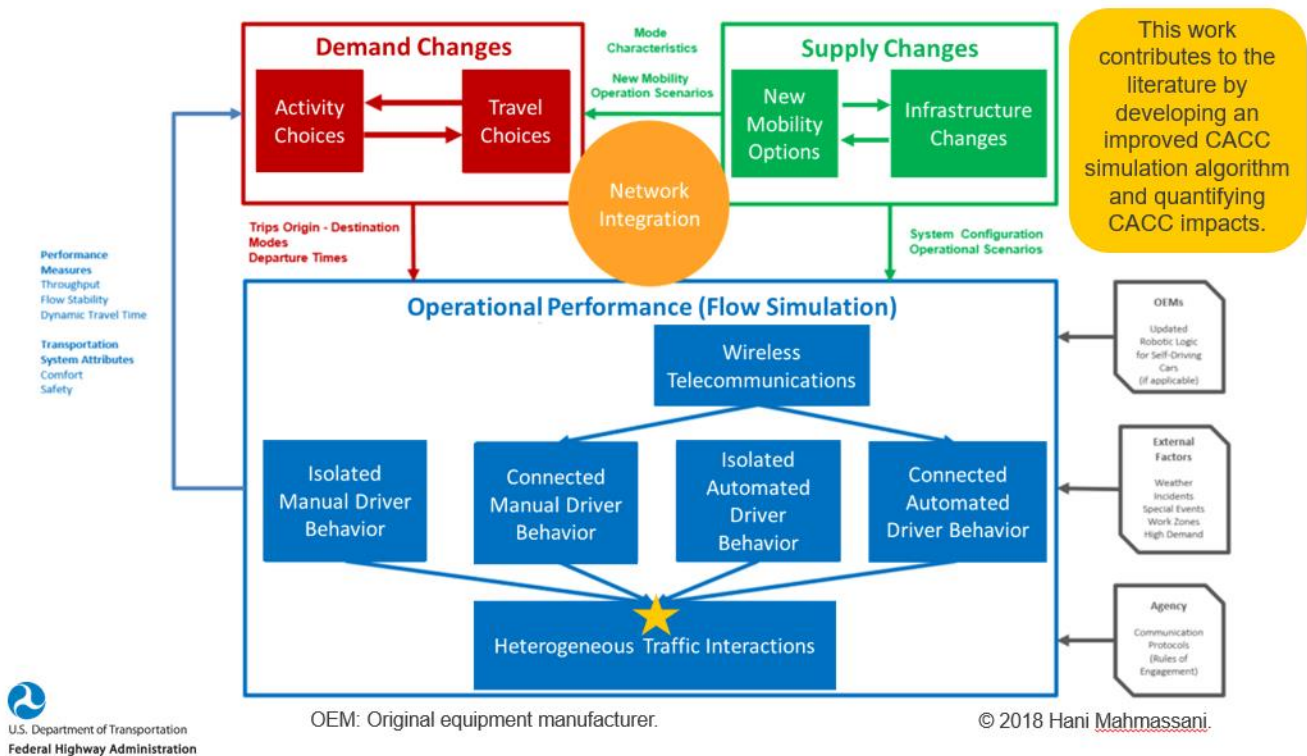 Demand Changes
Activity
Choices
Travel
Choices
Mode
Characteristics
New Mobility
Operation Scenarios
Supply Changes
New
Mobility
Options
Infrastructure
Changes
This work
contributes to the
literature by
developing an
improved CACC
simulation algorithm
and quantifying
CACC impacts.
Network
Integration
Trips Origin - Destination
Modes
Departure Times
System Configuration
Operational Scenarios
Performance
Measures
Throughput
Flow Stability
Dynamic Travel Time
Transportation
System Attributes
Comfort
Safety
Operational Performance (Flow Simulation)
Wireless
Telecommunications
Isolated
Manual Driver
Behavior
Connected
Manual Driver
Behavior
Isolated
Automated
Driver
Behavior
Connected
Automated
Driver Behavior
Heterogeneous Traffic Interactions
OEMs
Updated
Robotic Logic
for Self-Driving
Cars
(if applicable)
External
Factors
Weather
Incidents
Special Events
Work Zones
High Demand
Agency
Communication
Protocols
(Rules of
Engagement)
U.S. Department of Transportation
Federal Highway Administration
OEM: Original equipment manufacturer.
© 2018 Hani Mahmassani.